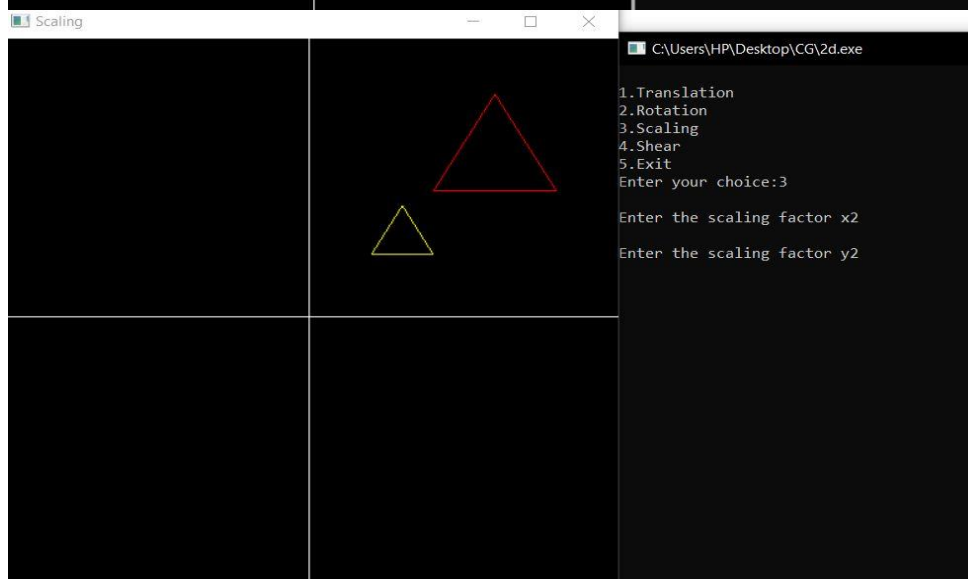 Scaling
C:\Users\HP\Desktop\CG\2d.exe
1.Translation
2.Rotation
3.Scaling
4.Shear
5.Exit
Enter your choice:3
Enter the scaling factor x2
Enter the scaling factor y2